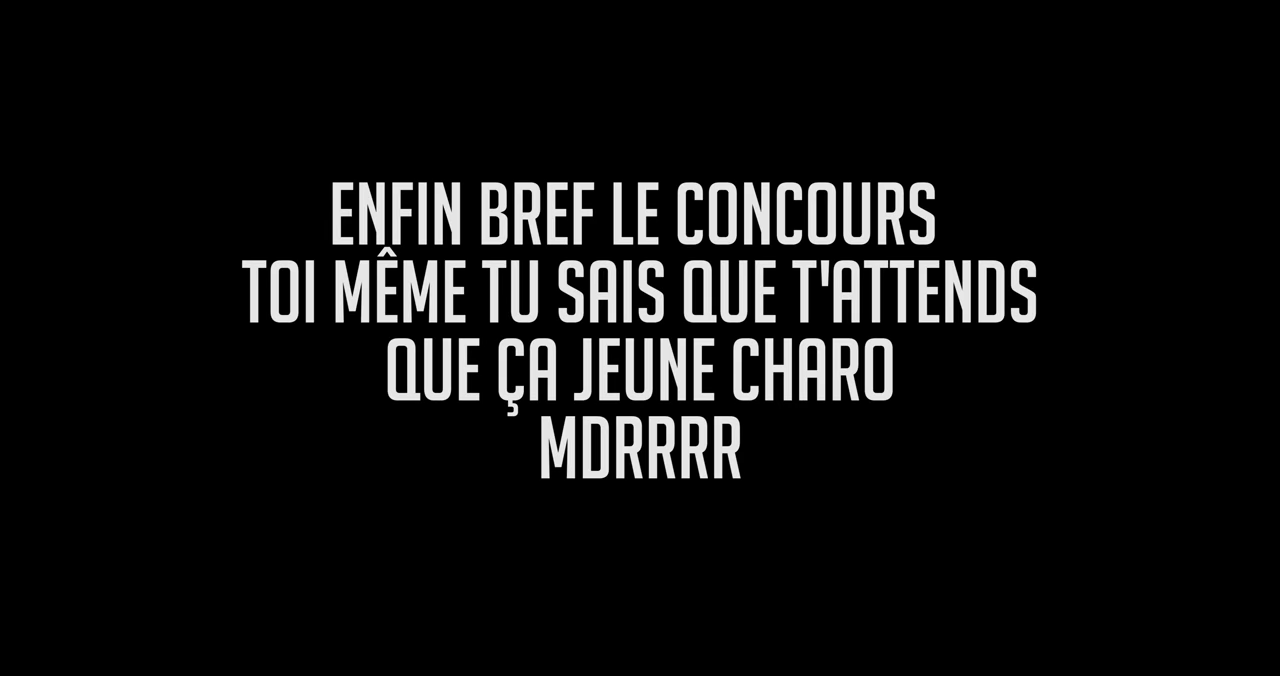 ENFIN BREF LE CONCOURS
TOI MÊME TU SAIS QUE T'ATTENDS
QUE ÇA JEUNE CHARO
MDRRRR